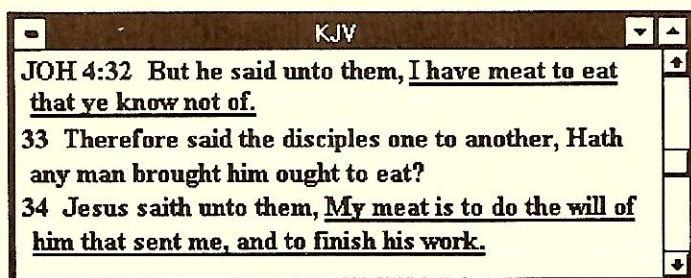 KJV
JOH 4:32 But he said unto them, I have meat to eat
that ye know not of.
33 Therefore said the disciples one to another, Hath
any man brought him ought to eat?
34 Jesus saith unto them, My meat is to do the will of
him that sent me, and to finish his work.